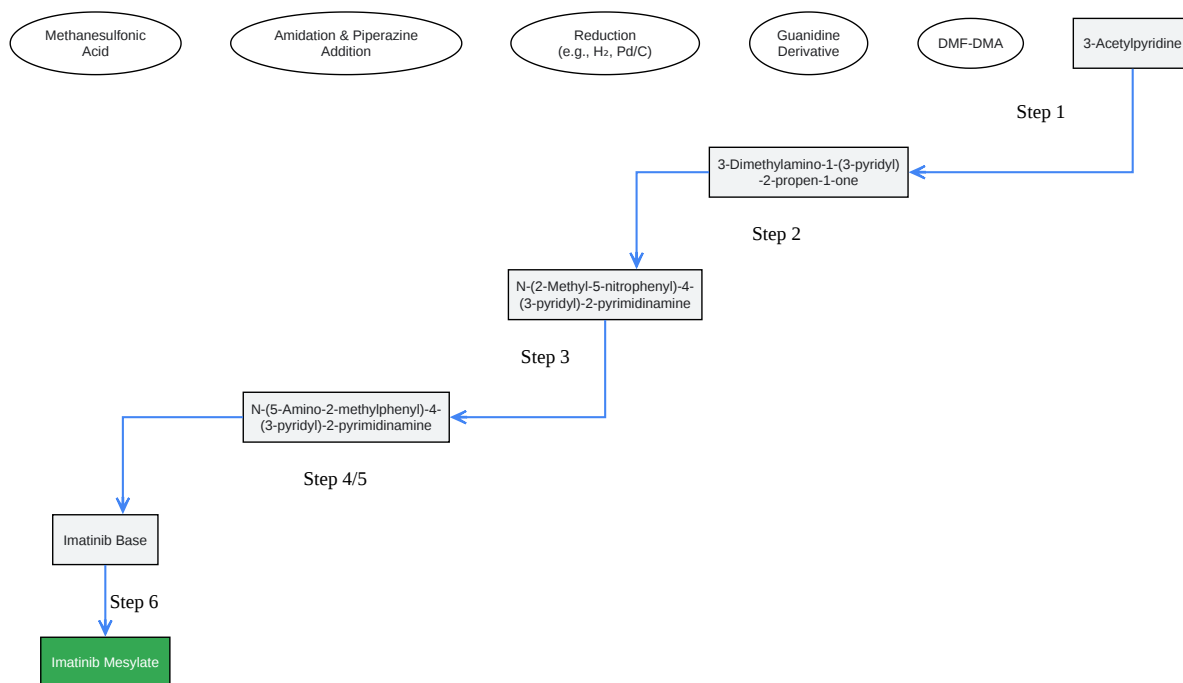 Methanesulfonic
Acid
Amidation & Piperazine
Addition
Reduction
(e.g., H₂, Pd/C)
Guanidine
Derivative
DMF-DMA
3-Acetylpyridine
Step 1
3-Dimethylamino-1-(3-pyridyl)
-2-propen-1-one
Step 2
N-(2-Methyl-5-nitrophenyl)-4-
(3-pyridyl)-2-pyrimidinamine
Step 3
N-(5-Amino-2-methylphenyl)-4-
(3-pyridyl)-2-pyrimidinamine
Step 4/5
Imatinib Base
Step 6
Imatinib Mesylate